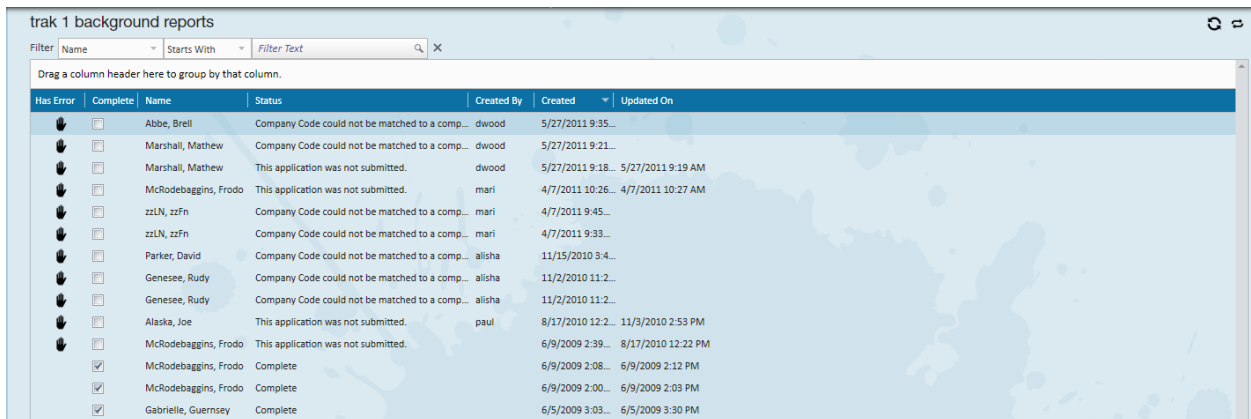 trak 1 background reports
Filter Name Starts With Filter Text
Drag a column header here to group by that column.
Has Error Complete Name Status Created By Created Updated On
Abbe, Brell Company Code could not be matched to a comp... dwood 5/27/2011 9:35...
Marshall, Mathew Company Code could not be matched to a comp... dwood 5/27/2011 9:21...
Marshall, Mathew This application was not submitted. dwood 5/27/2011 9:18... 5/27/2011 9:19 AM
McRodebaggins, Frodo This application was not submitted. mari 4/7/2011 10:26... 4/7/2011 10:27 AM
zzLN, zzFn Company Code could not be matched to a comp... mari 4/7/2011 9:45...
zzLN, zzFn Company Code could not be matched to a comp... mari 4/7/2011 9:33...
Parker, David Company Code could not be matched to a comp... alisha 11/15/2010 3:4...
Genesee, Rudy Company Code could not be matched to a comp... alisha 11/2/2010 11:2...
Genesee, Rudy Company Code could not be matched to a comp... alisha 11/2/2010 11:2...
Alaska, Joe This application was not submitted. paul 8/17/2010 12:2... 11/3/2010 2:53 PM
McRodebaggins, Frodo This application was not submitted. 6/9/2009 2:39... 8/17/2010 12:22 PM
McRodebaggins, Frodo Complete 6/9/2009 2:08... 6/9/2009 2:12 PM
McRodebaggins, Frodo Complete 6/9/2009 2:00... 6/9/2009 2:03 PM
Gabrielle, Guernsey Complete 6/5/2009 3:03... 6/5/2009 3:30 PM